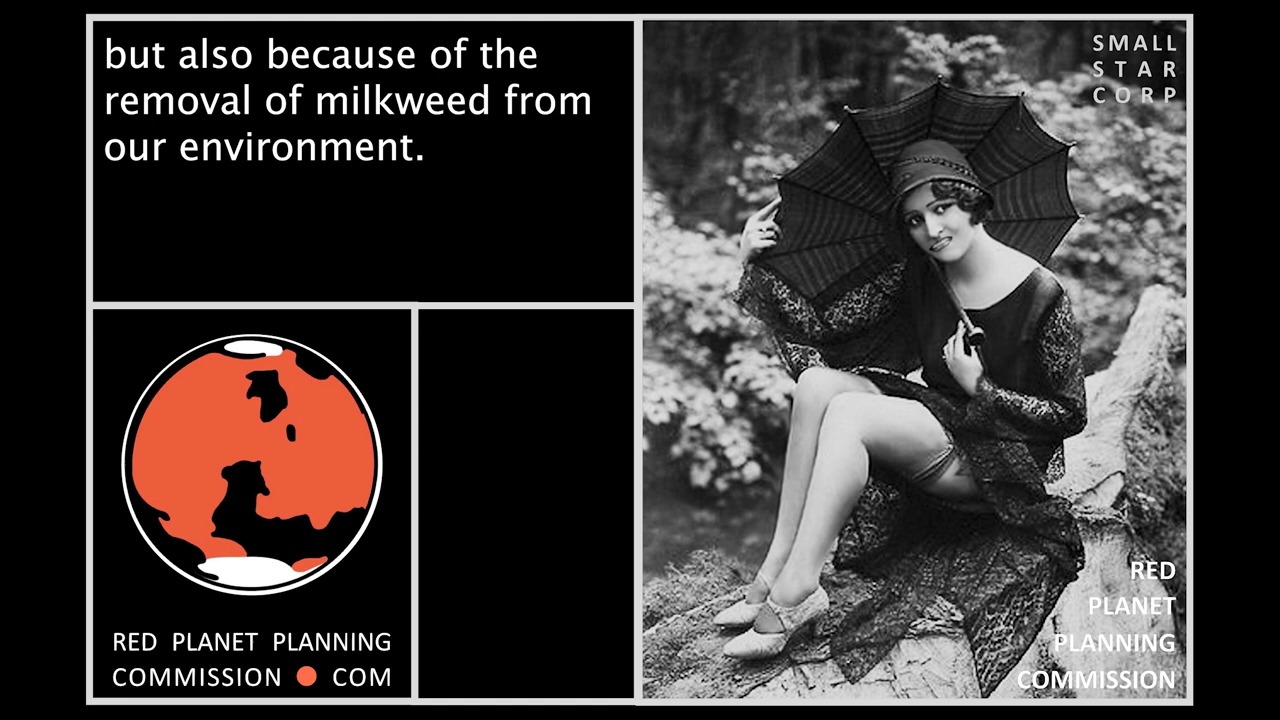 but also because of the
removal of milkweed from
our environment.
RED PLANET PLANNING
COMMISSION COM
SMALL
STAR
CORP
RED
PLANET
PLANNING
COMMISSION